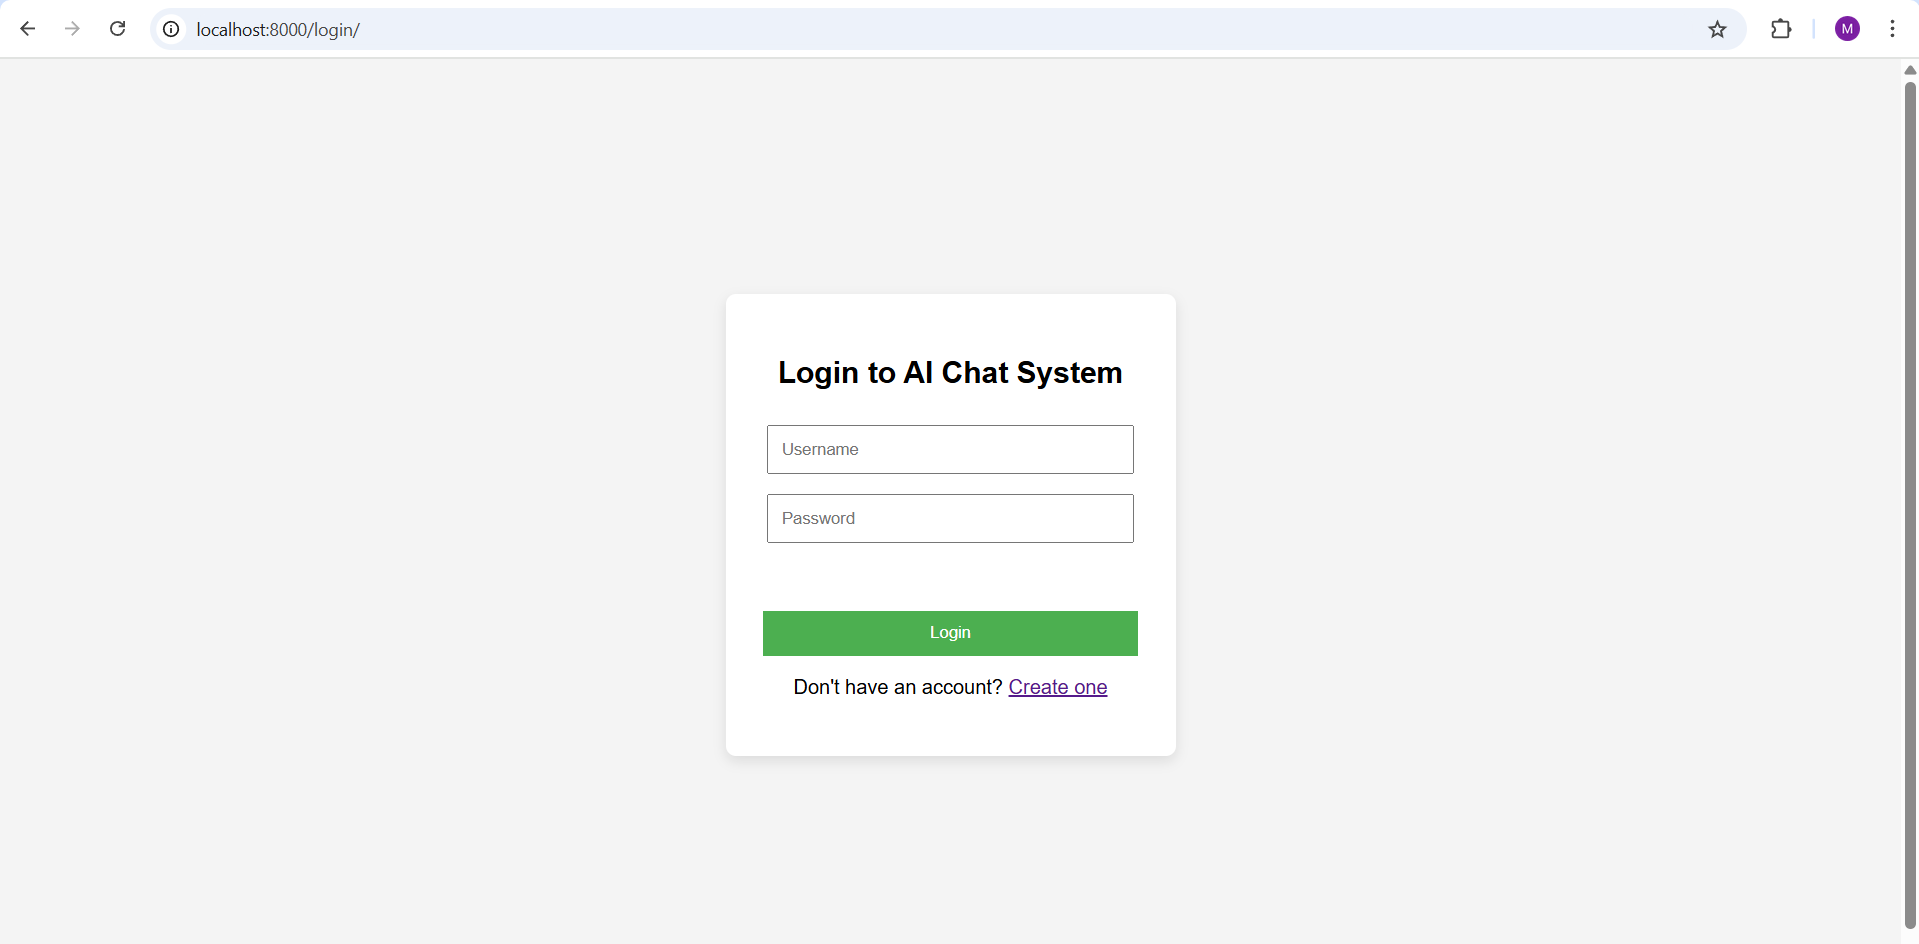 localhost:8000/login/
M
Login to AI Chat System
Username
Password
Login
Don't have an account? Create one